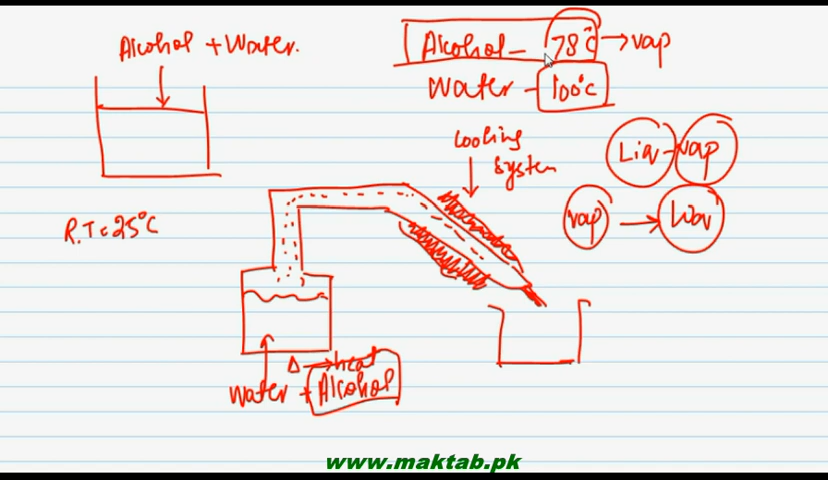 Alcohol + Water.
Alcohol - 78°C → vap
Water - 100°C
Cooling
System
Liq - vap
vap → Liq
R.T = 25°C
Δ → heat
Water + Alcohol
www.maktab.pk